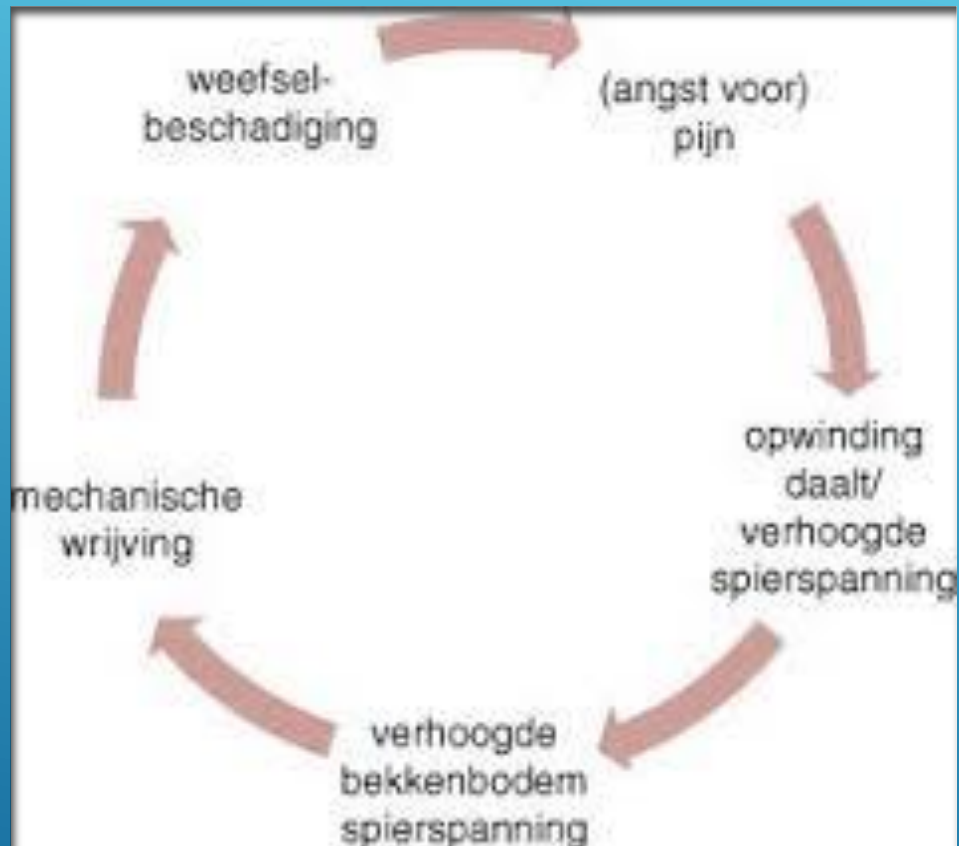 weefsel-
beschadiging
(angst voor)
pijn
opwinding
daalt/
verhoogde
spierspanning
verhoogde
bekkenbodem
spierspanning
mechanische
wrijving